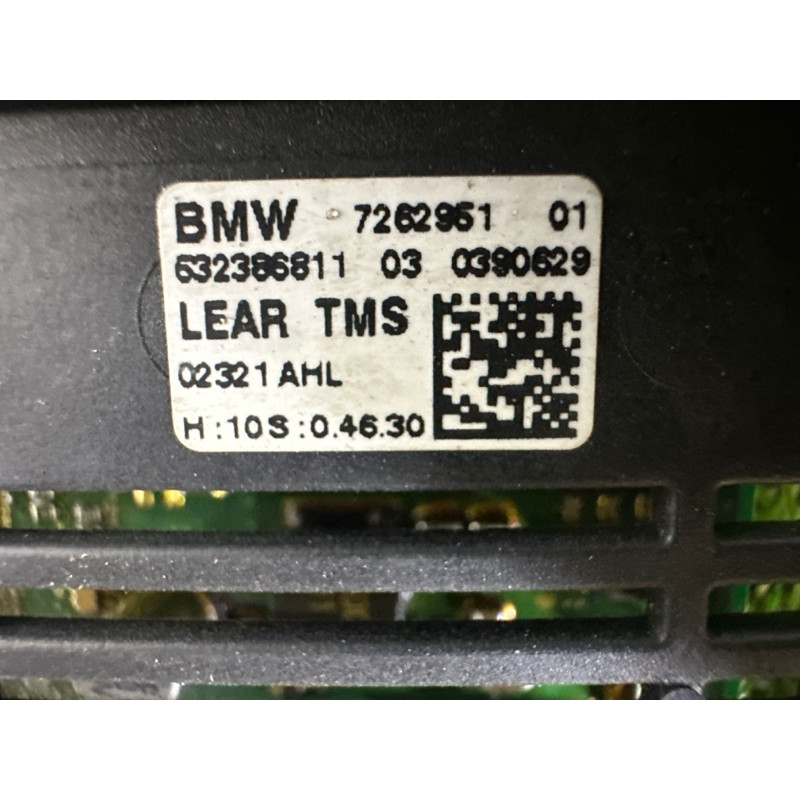 BMW 7262951 01
632386811 03 0390629
LEAR TMS
02321AHL
H:10S:0.46.30